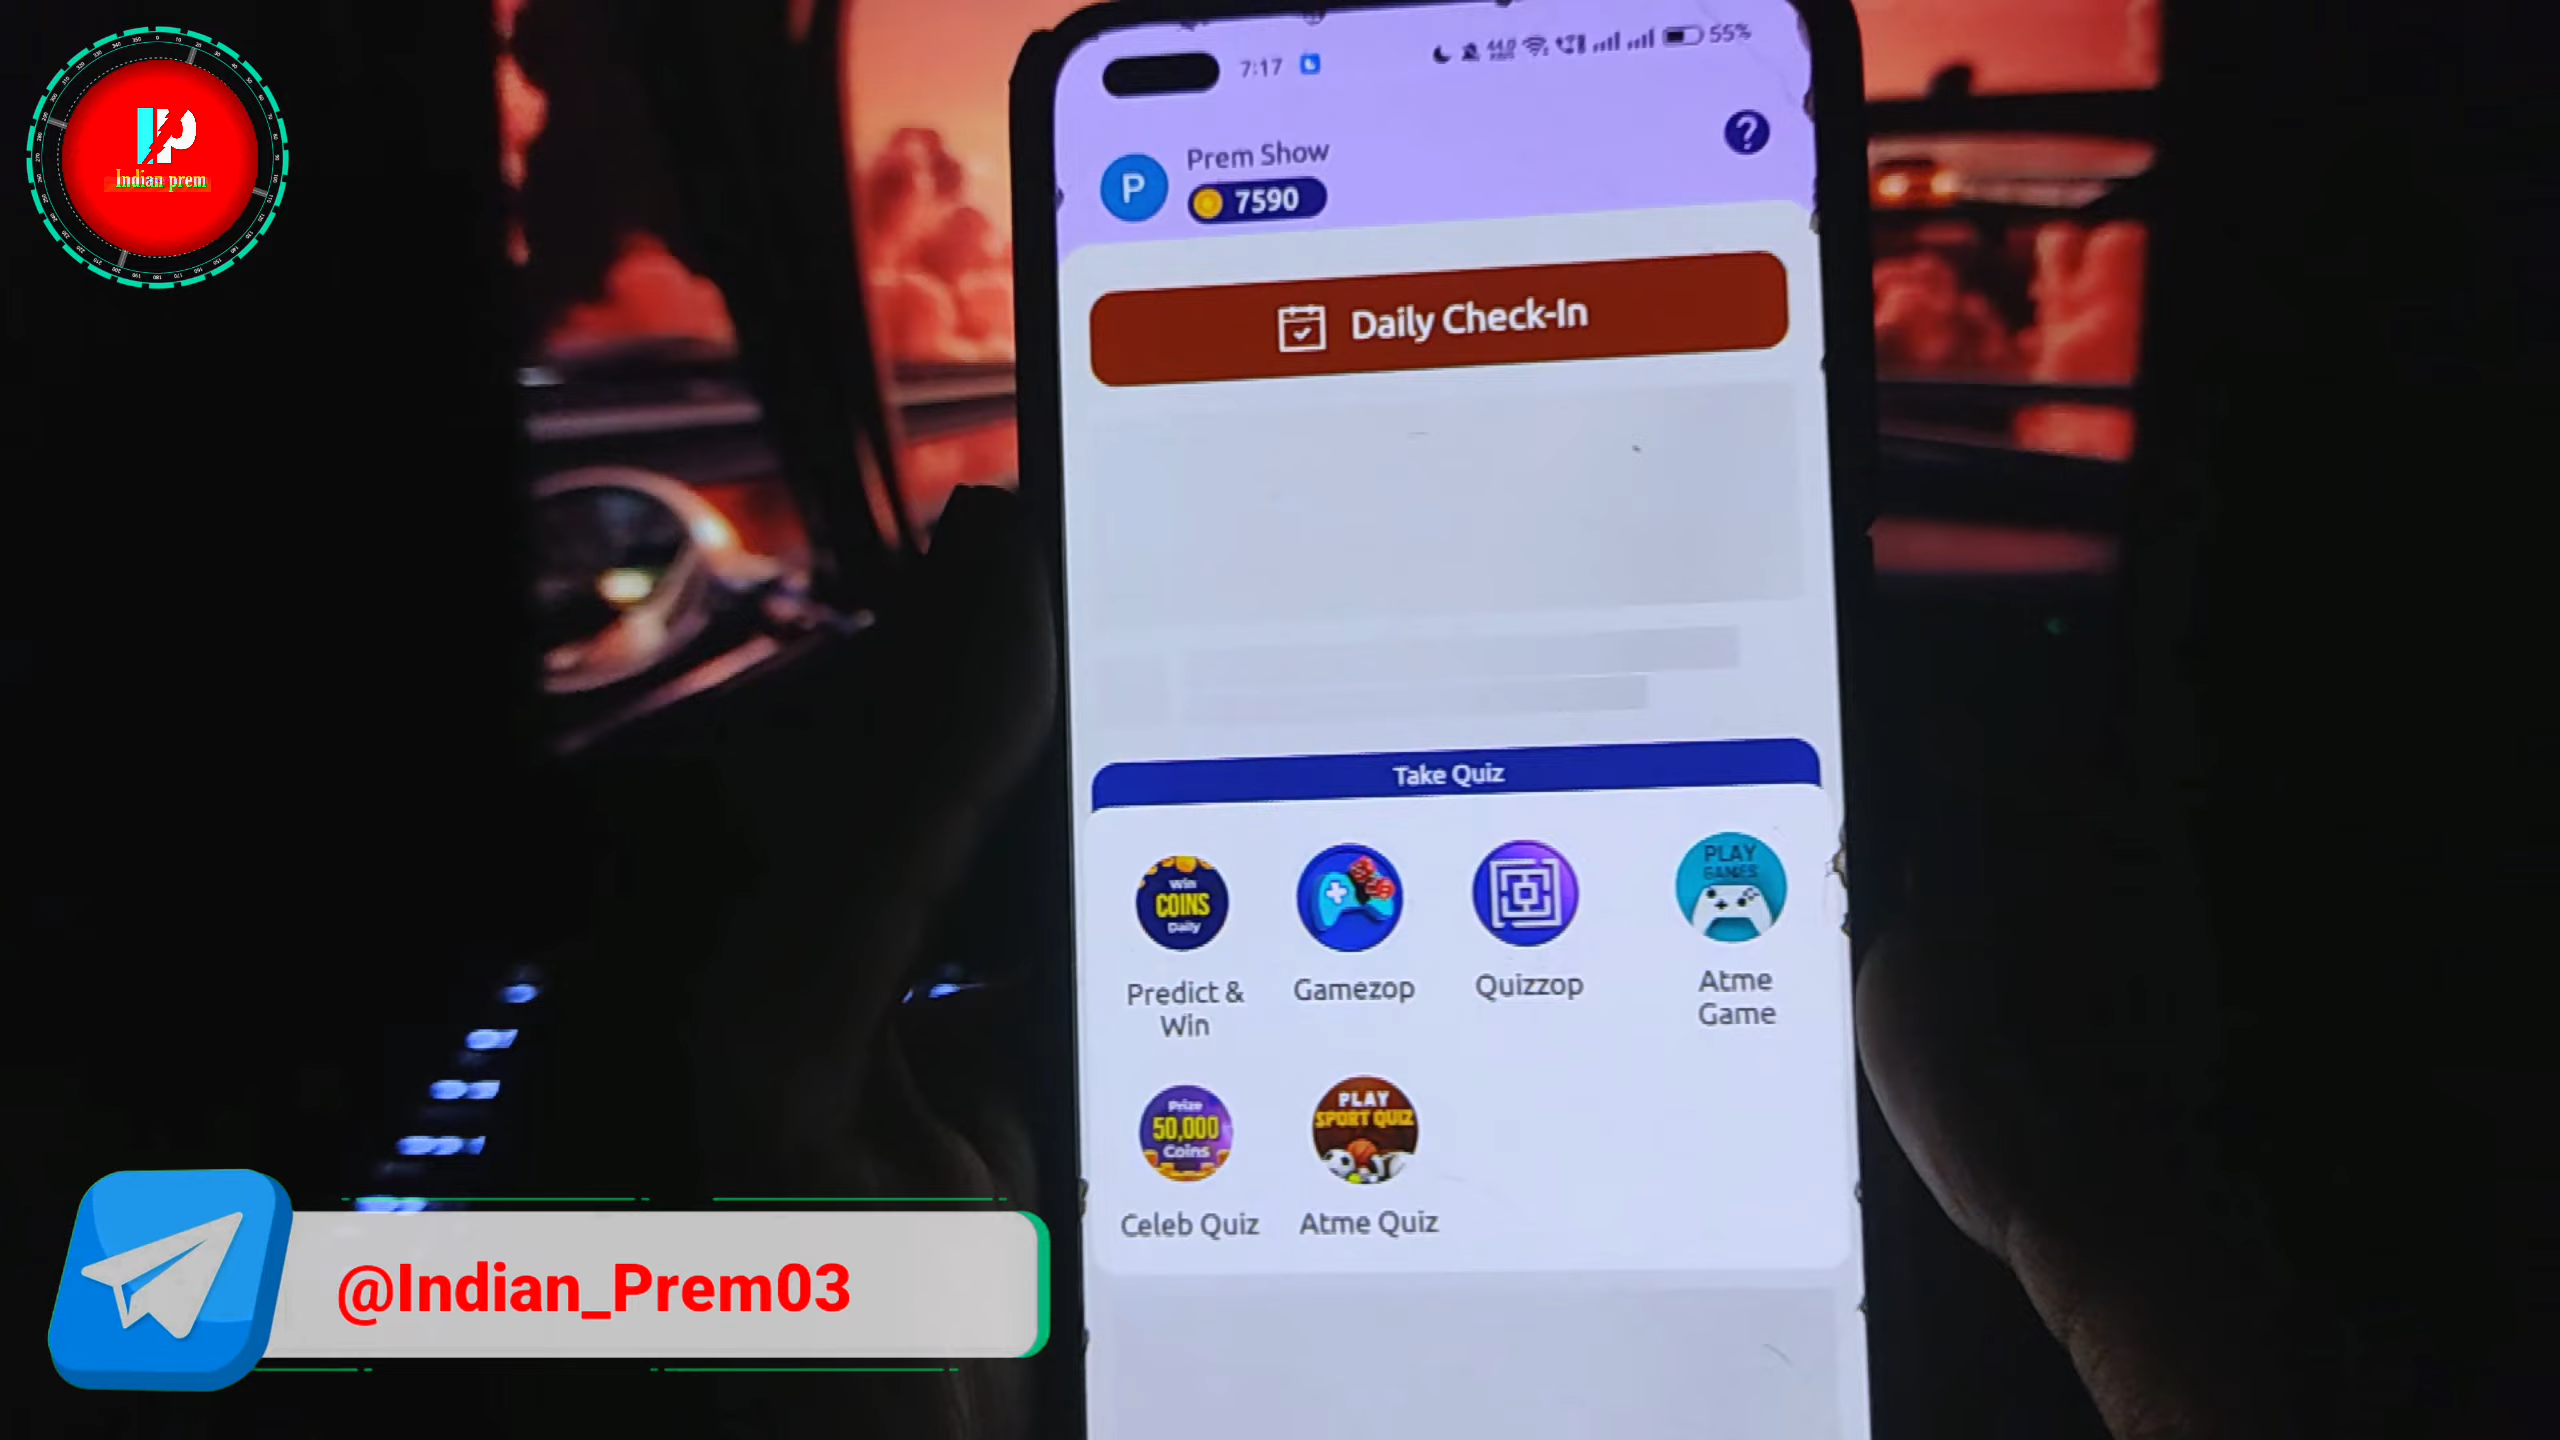 Indian prem
7:17
55%
Prem Show
P
7590
?
Daily Check-In
Take Quiz
Win
COINS
Daily
PLAY
GAMES
Predict &
Win
Gamezop
Quizzop
Atme
Game
Prize
50,000
Coins
PLAY
SPORT QUIZ
Celeb Quiz
Atme Quiz
@Indian_Prem03